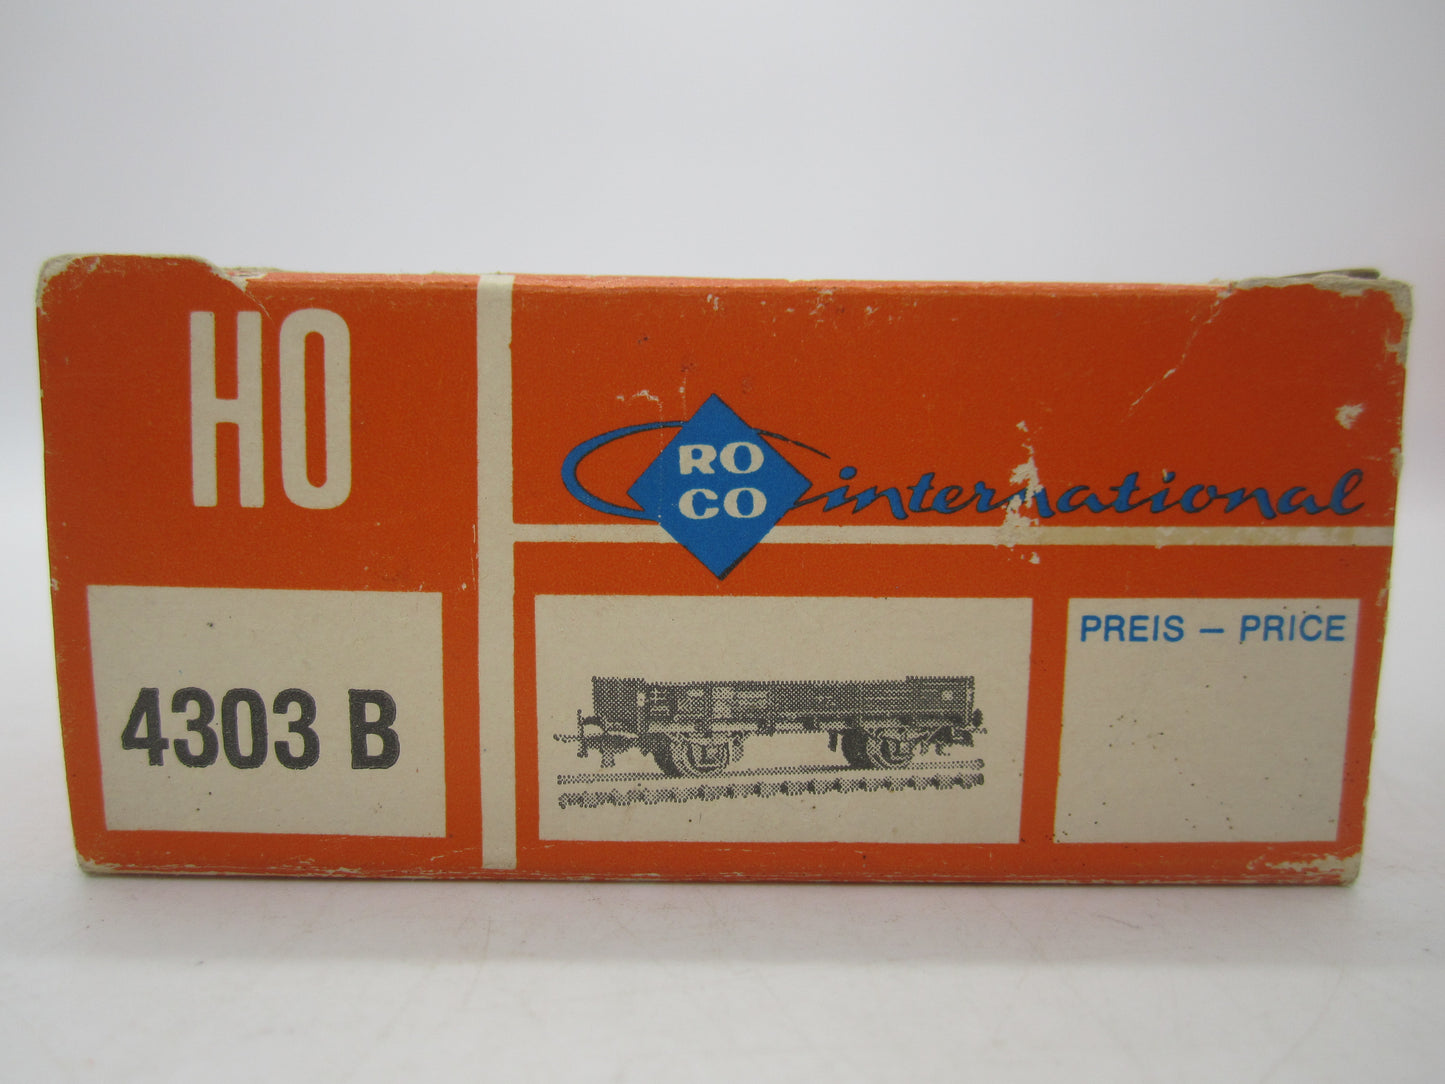 HO
RO
CO
international
4303 B
PREIS – PRICE